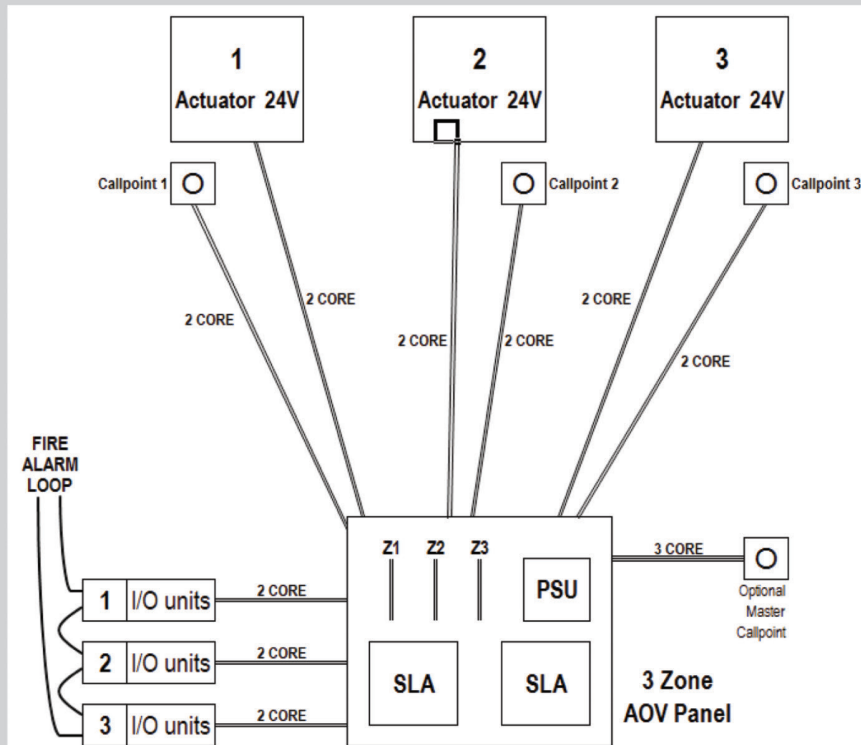 1
Actuator 24V
2
Actuator 24V
3
Actuator 24V
Callpoint 1
Callpoint 2
Callpoint 3
2 CORE
2 CORE
2 CORE
2 CORE
2 CORE
2 CORE
FIRE
ALARM
LOOP
1 I/O units
2 CORE
2 I/O units
2 CORE
3 I/O units
2 CORE
Z1 Z2 Z3
PSU
SLA
SLA
3 CORE
Optional
Master
Callpoint
3 Zone
AOV Panel